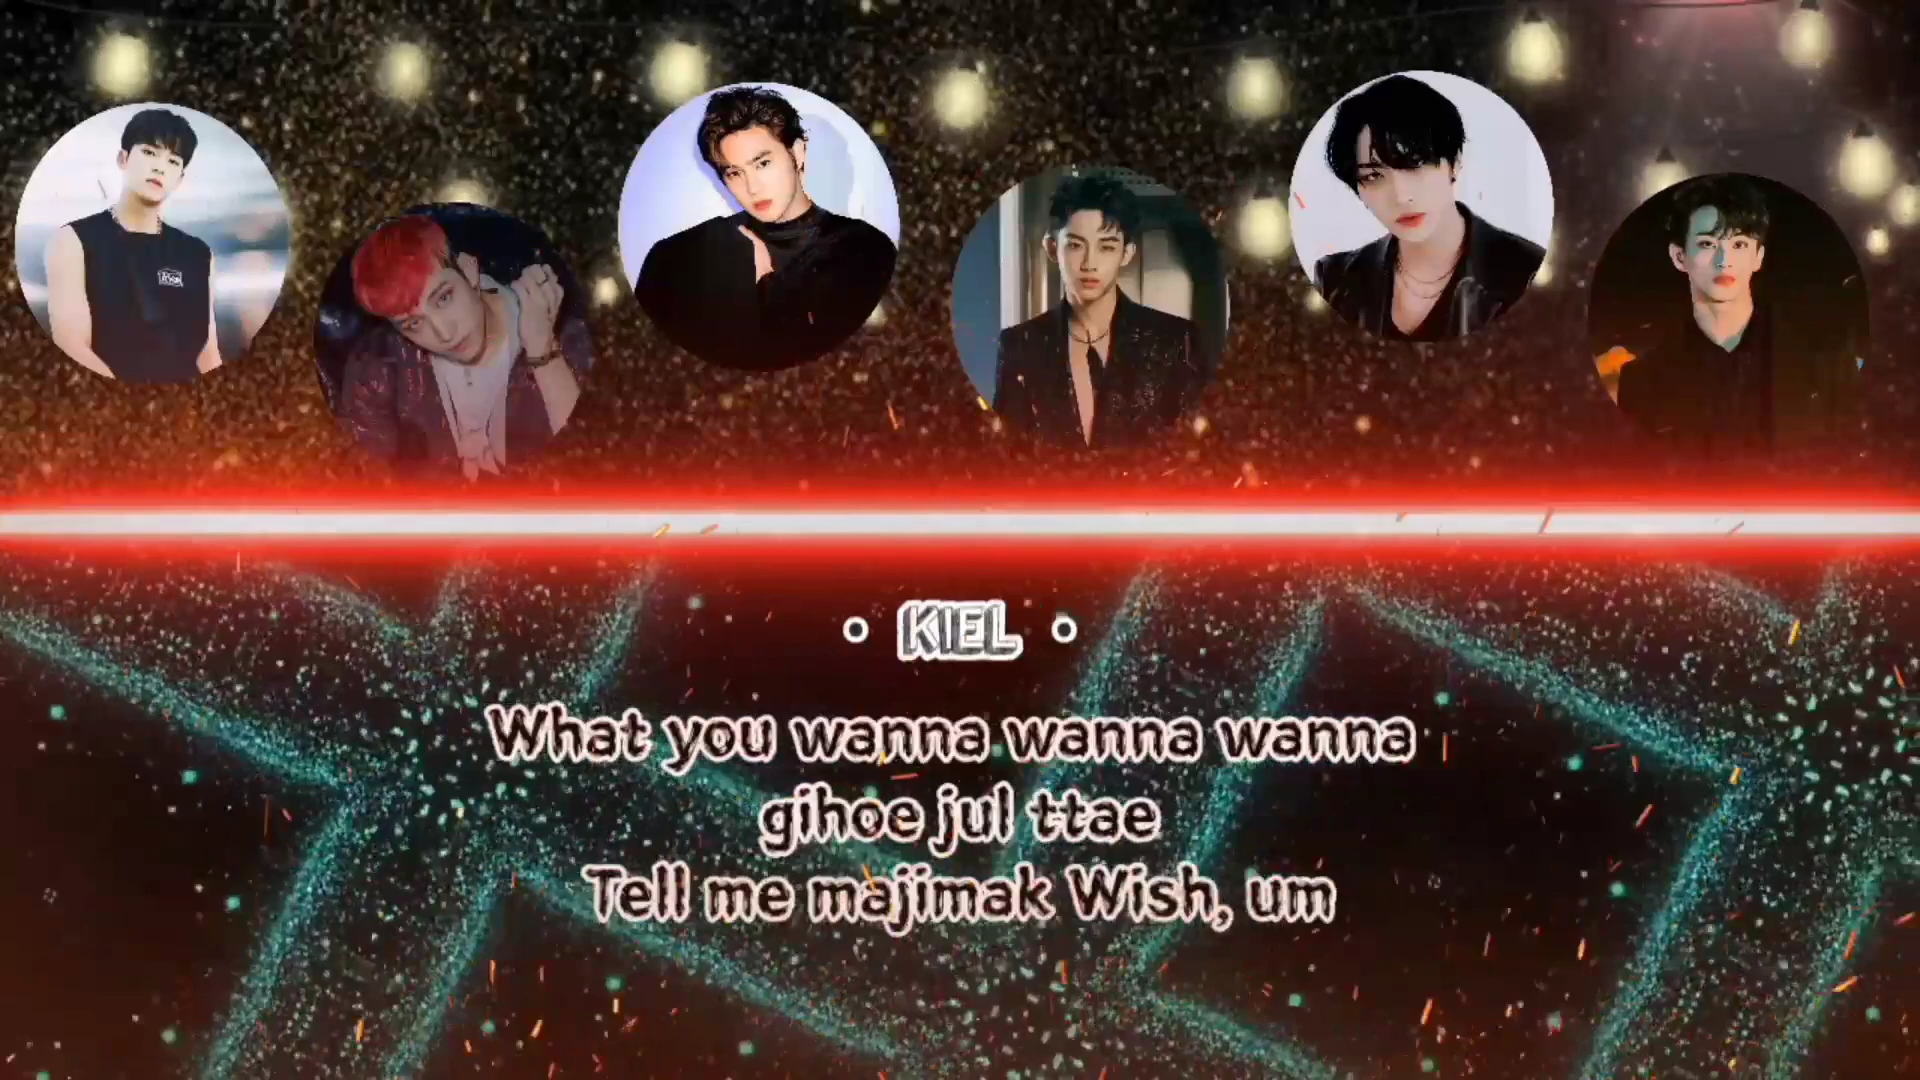 • KIEL •
What you wanna wanna wanna
gihoe jul ttae
Tell me majimak Wish, um